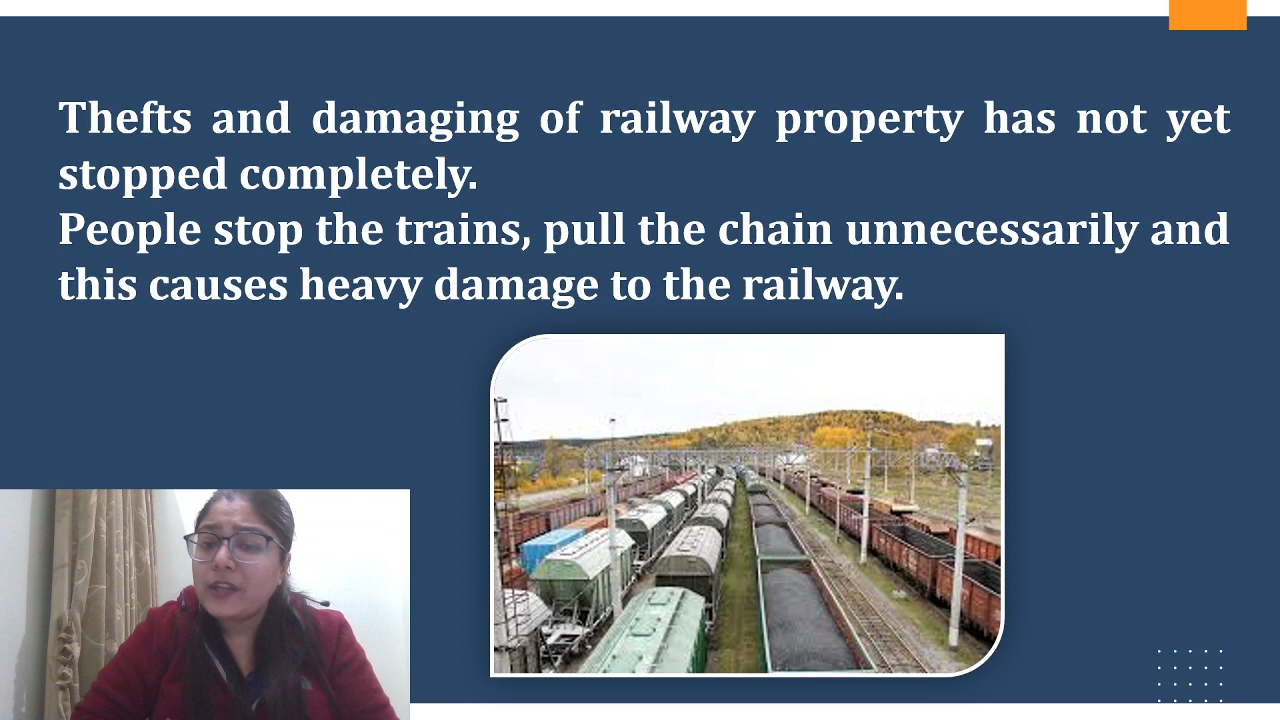 Thefts and damaging of railway property has not yet
stopped completely.
People stop the trains, pull the chain unnecessarily and
this causes heavy damage to the railway.